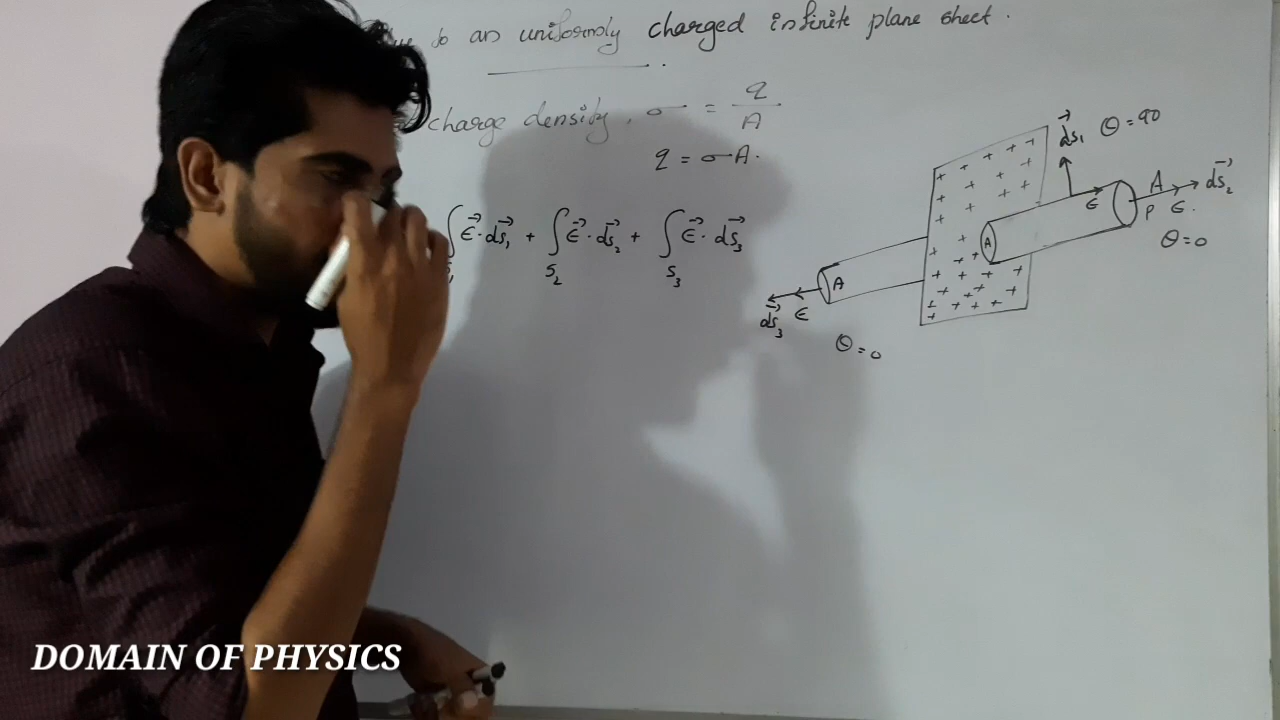 to an uniformly charged infinite plane sheet.
charge density, σ = q/A
q = σA.
∫ E⃗·ds⃗₁ + ∫S₂ E⃗·ds⃗₂ + ∫S₃ E⃗·ds⃗₃
ds⃗₁ θ = 90
A ds⃗₂
E P E.
θ = 0
A
A
ds⃗₃ E
θ = 0
+ + + + + + + + + + + + + + + + + + + + + + + +
DOMAIN OF PHYSICS